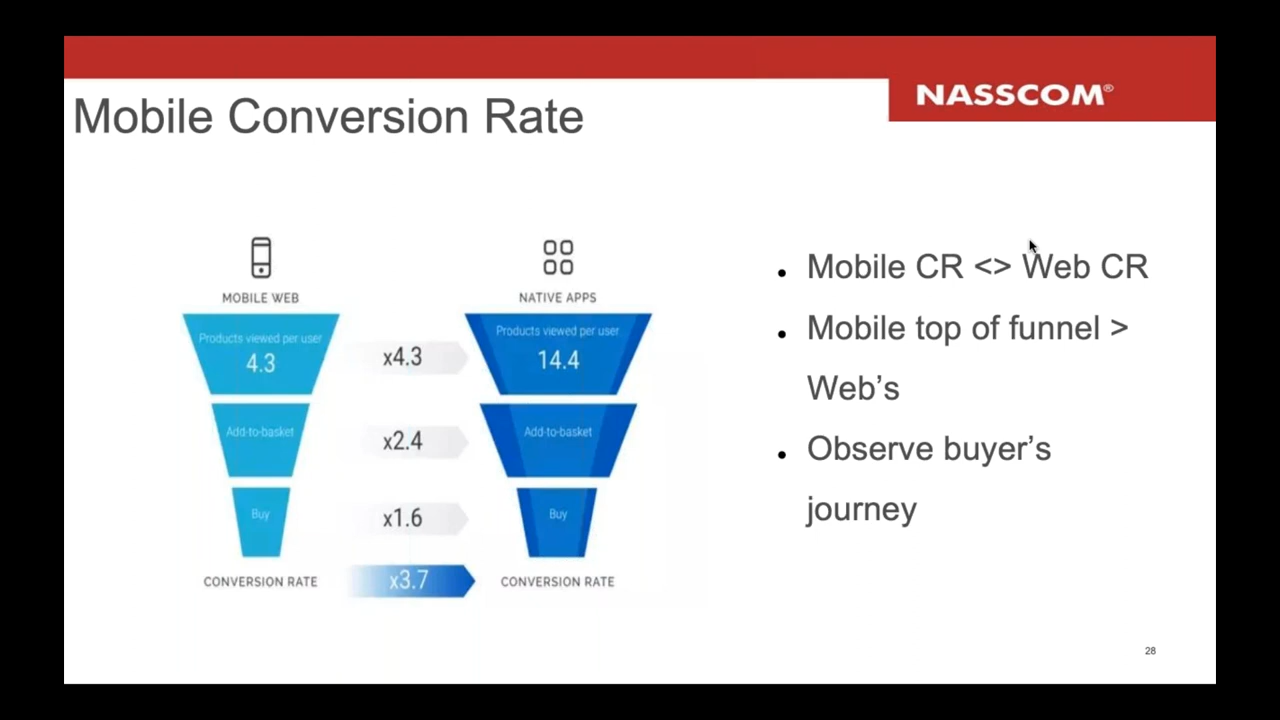 NASSCOM®
Mobile Conversion Rate
MOBILE WEB
NATIVE APPS
Products viewed per user
4.3
x4.3
Products viewed per user
14.4
Add-to-basket
x2.4
Add-to-basket
Buy
x1.6
Buy
CONVERSION RATE
x3.7
CONVERSION RATE
• Mobile CR <> Web CR
• Mobile top of funnel >
Web’s
• Observe buyer’s
journey
28